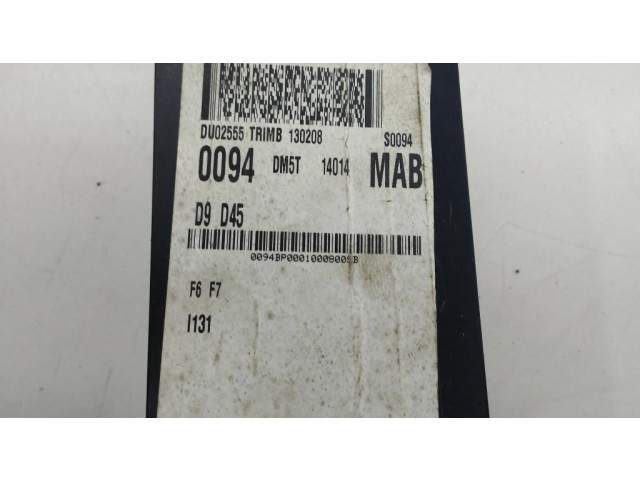 DU02555 TRIMB 130208 S0094
0094 DM5T 14014 MAB
D9 D45
F6 F7
I131